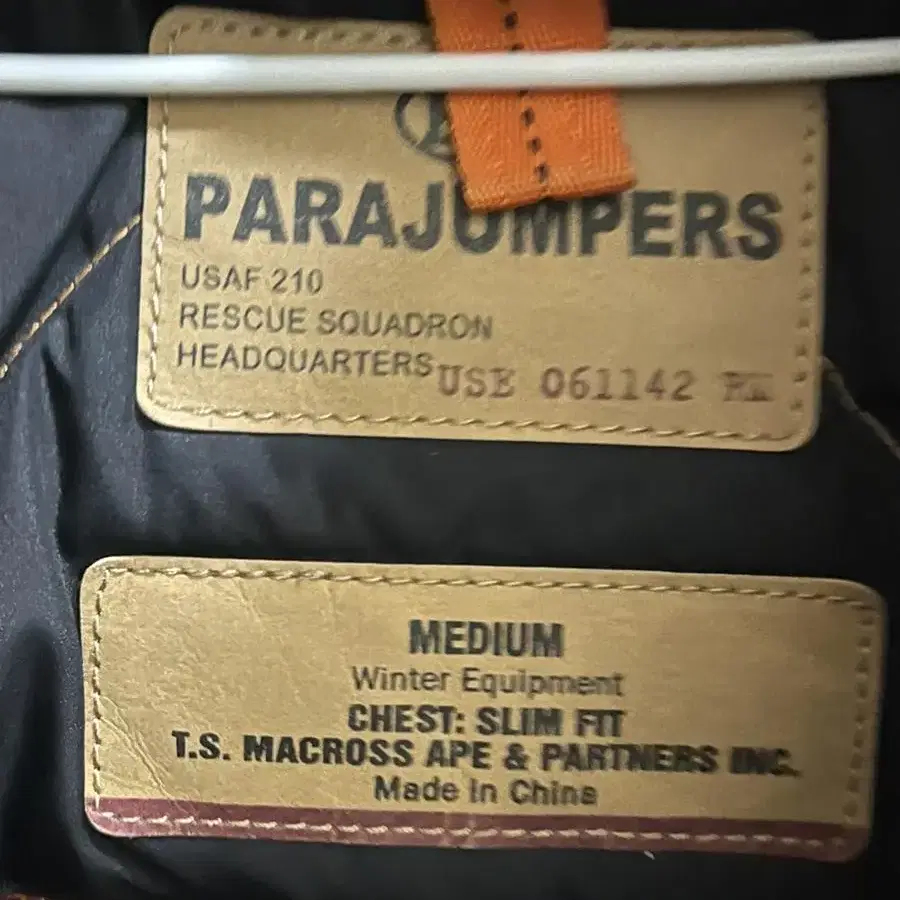 PARAJUMPERS
USAF 210
RESCUE SQUADRON
HEADQUARTERS
USE 061142
MEDIUM
Winter Equipment
CHEST: SLIM FIT
T.S. MACROSS APE & PARTNERS INC.
Made In China